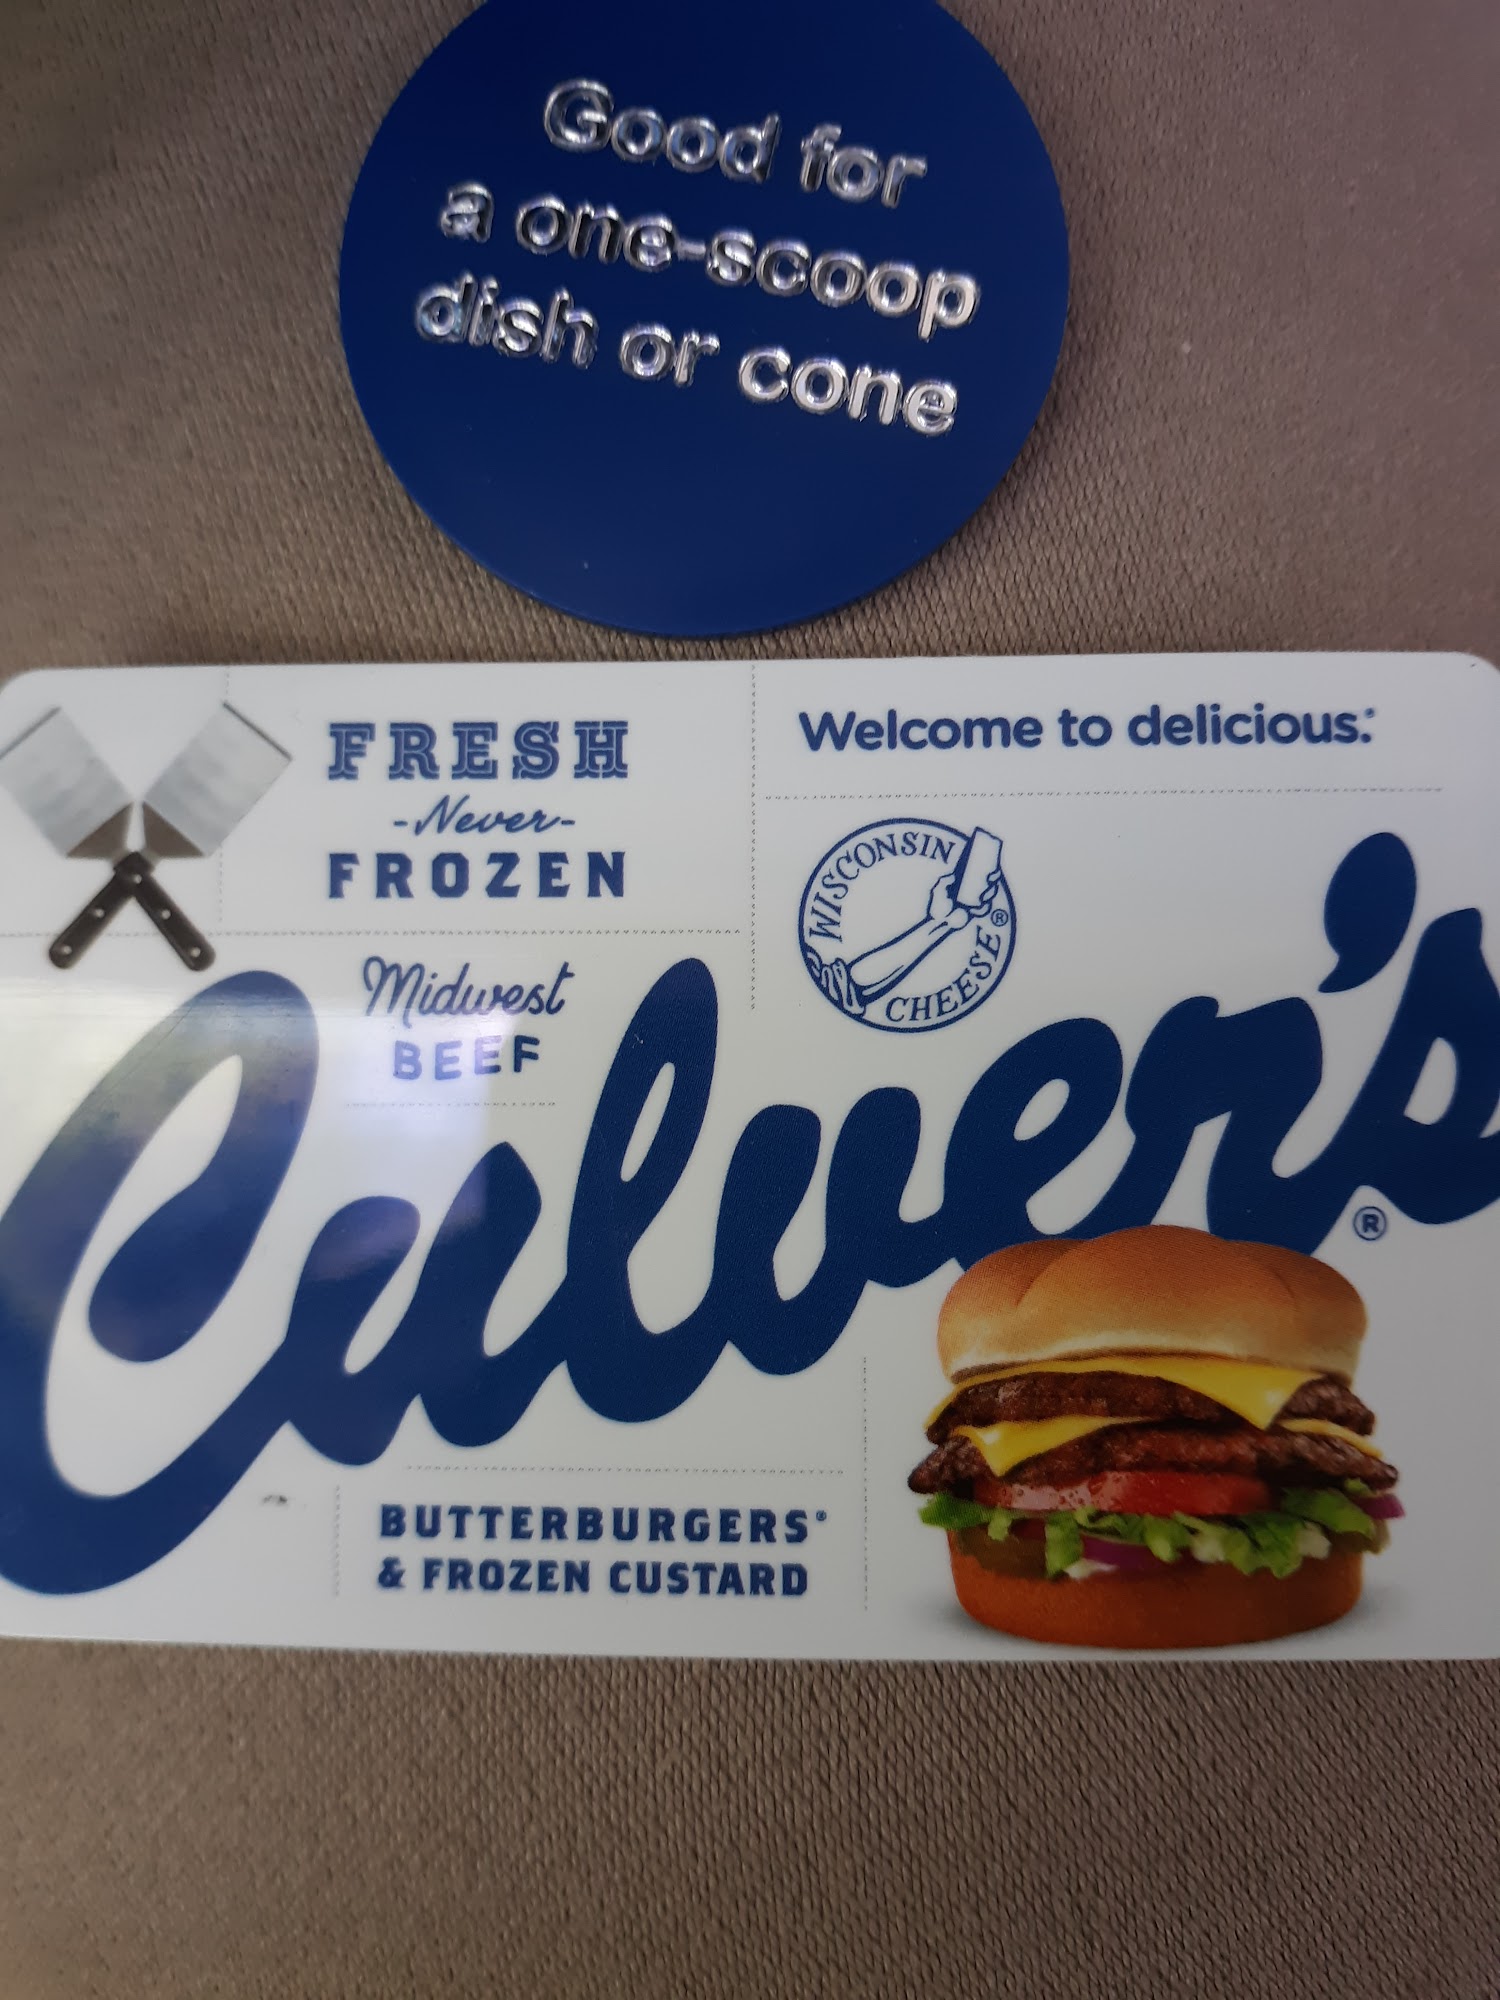 Good for
a one-scoop
dish or cone
FRESH
-Never-
FROZEN
Welcome to delicious.®
WISCONSIN
CHEESE®
Midwest
BEEF
Culver's®
BUTTERBURGERS®
& FROZEN CUSTARD